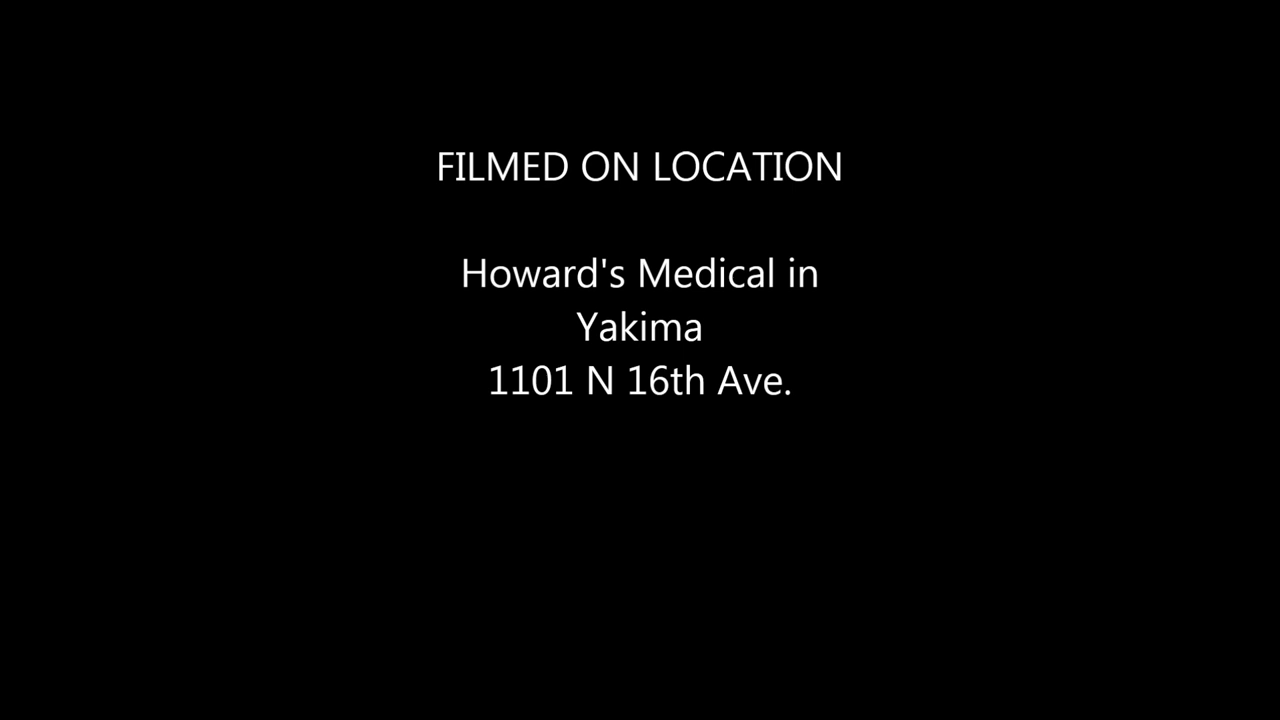 FILMED ON LOCATION
Howard's Medical in
Yakima
1101 N 16th Ave.